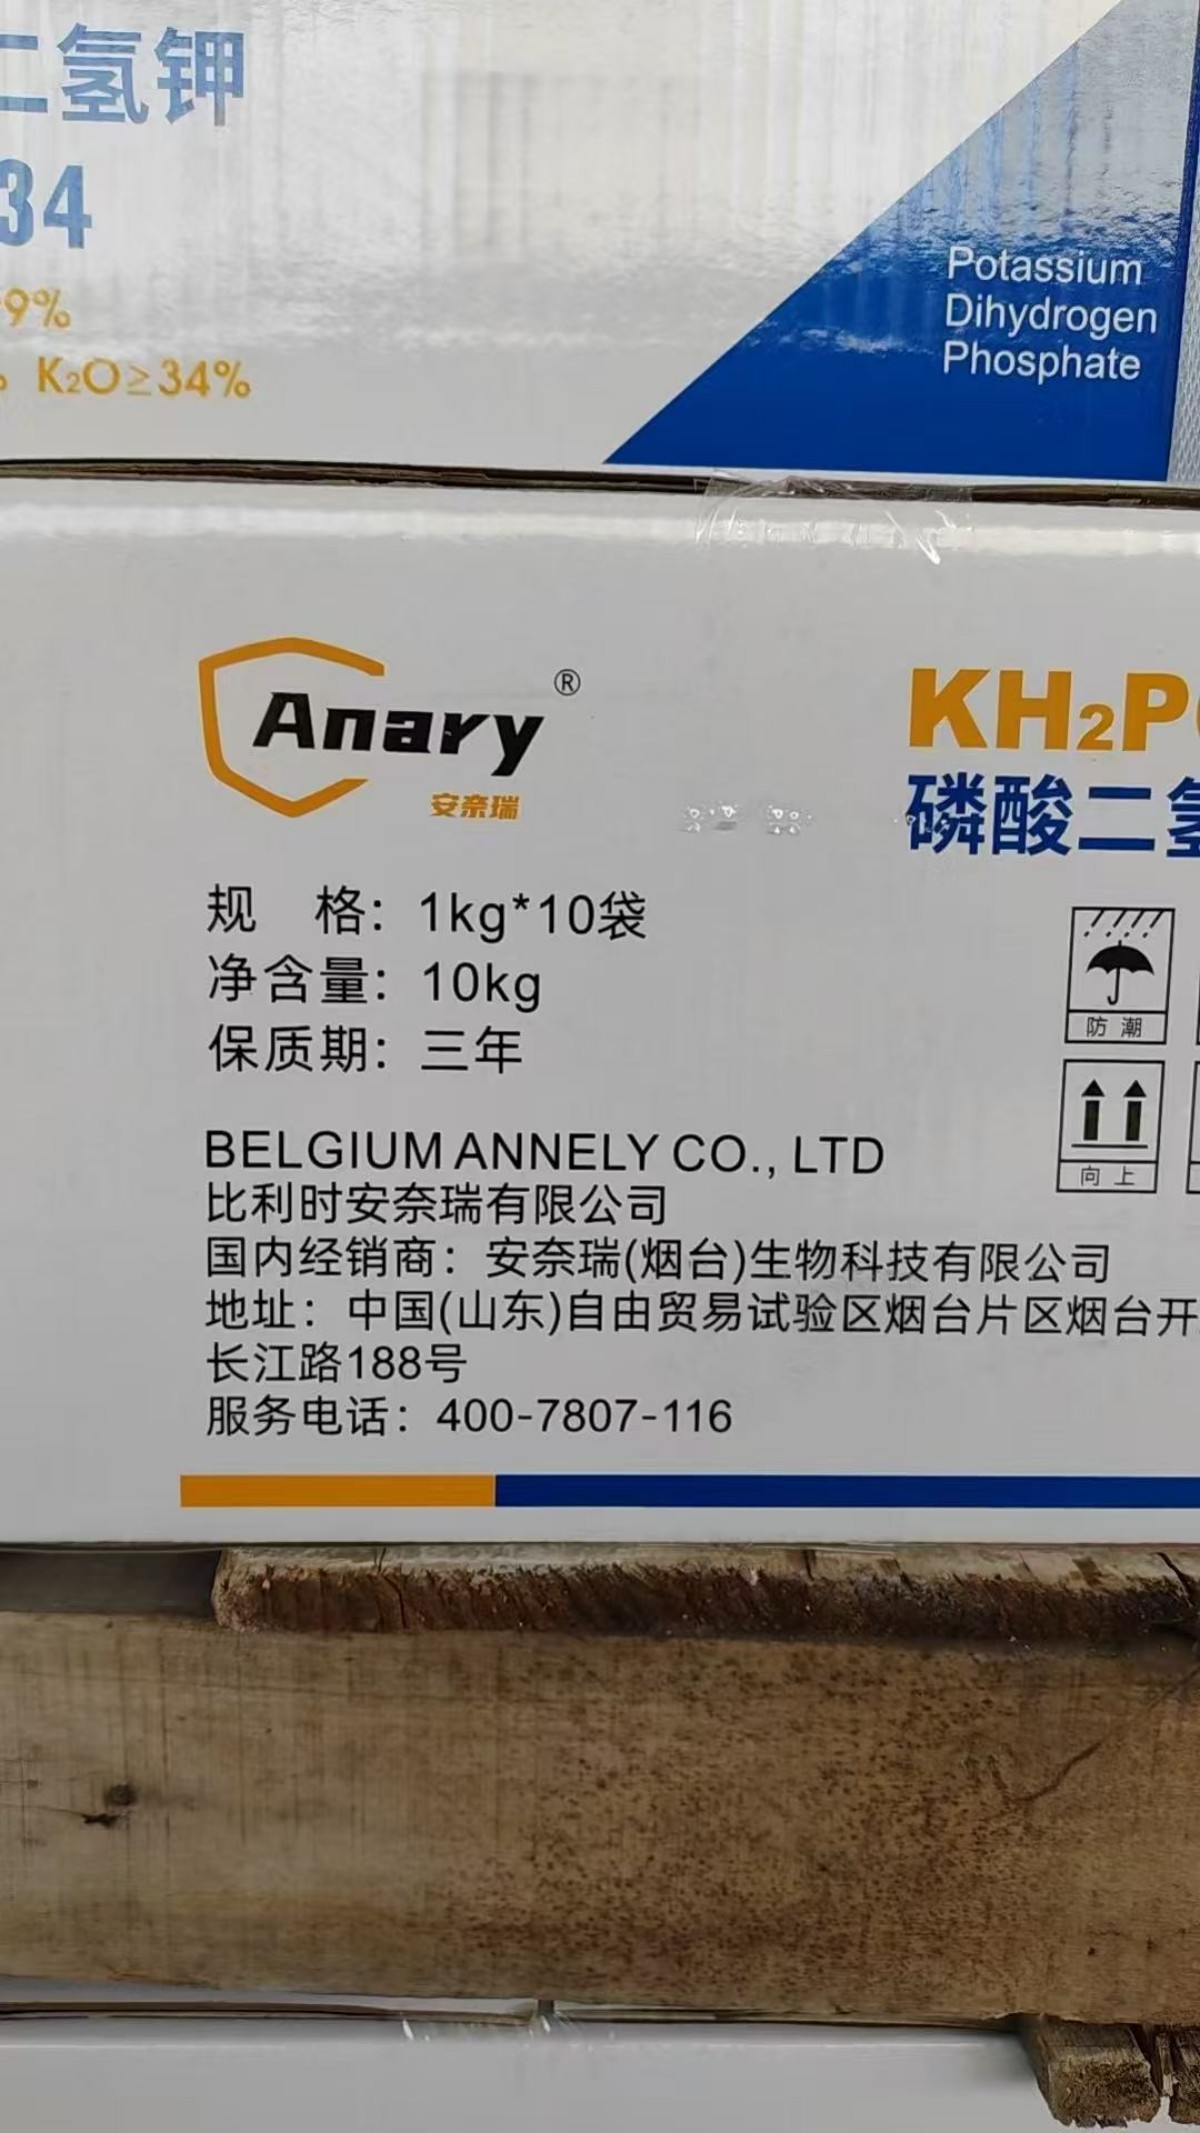 二氢钾
34
9%
K₂O≥34%
Potassium
Dihydrogen
Phosphate
Anary®
安奈瑞
KH₂P
磷酸二氢
规 格：1kg*10袋
净含量：10kg
保质期：三年
防潮
向上
BELGIUM ANNELY CO., LTD
比利时安奈瑞有限公司
国内经销商：安奈瑞(烟台)生物科技有限公司
地址：中国(山东)自由贸易试验区烟台片区烟台开
长江路188号
服务电话：400-7807-116